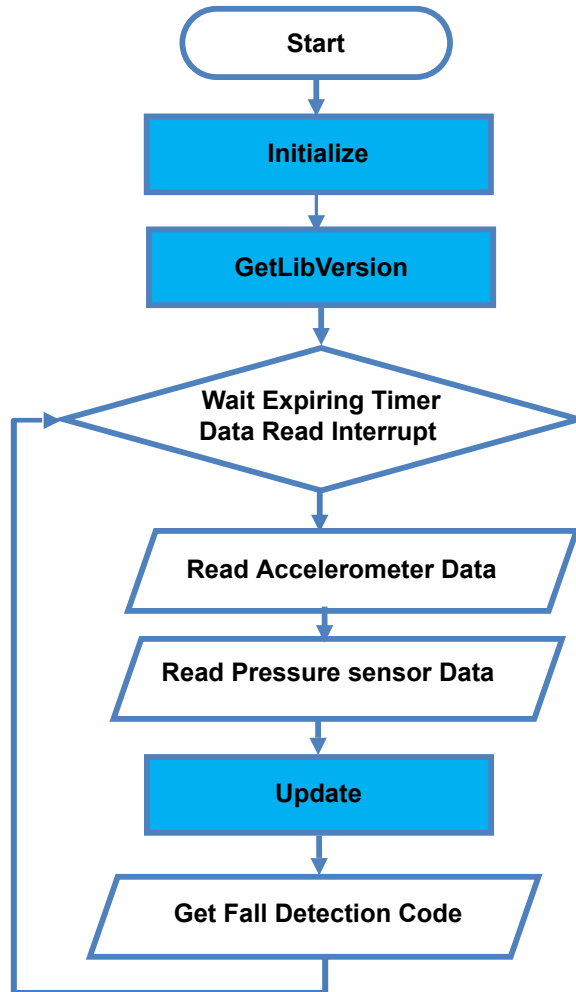 Start
Initialize
GetLibVersion
Wait Expiring Timer
Data Read Interrupt
Read Accelerometer Data
Read Pressure sensor Data
Update
Get Fall Detection Code